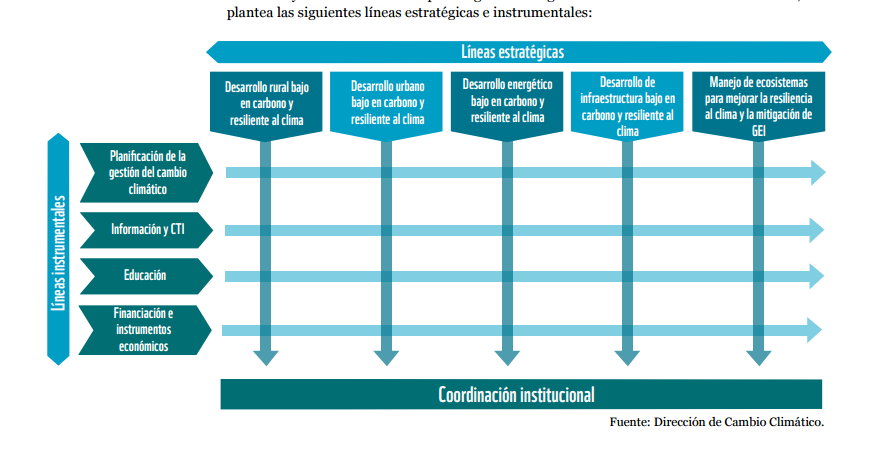 plantea las siguientes líneas estratégicas e instrumentales:
Líneas estratégicas
Desarrollo rural bajo
en carbono y
resiliente al clima
Desarrollo urbano
bajo en carbono y
resiliente al clima
Desarrollo energético
bajo en carbono y
resiliente al clima
Desarrollo de
infraestructura bajo en
carbono y resiliente al
clima
Manejo de ecosistemas
para mejorar la resiliencia
al clima y la mitigación de
GEI
Líneas instrumentales
Planificación de la
gestión del cambio
climático
Información y CTI
Educación
Financiación e
instrumentos
económicos
Coordinación institucional
Fuente: Dirección de Cambio Climático.